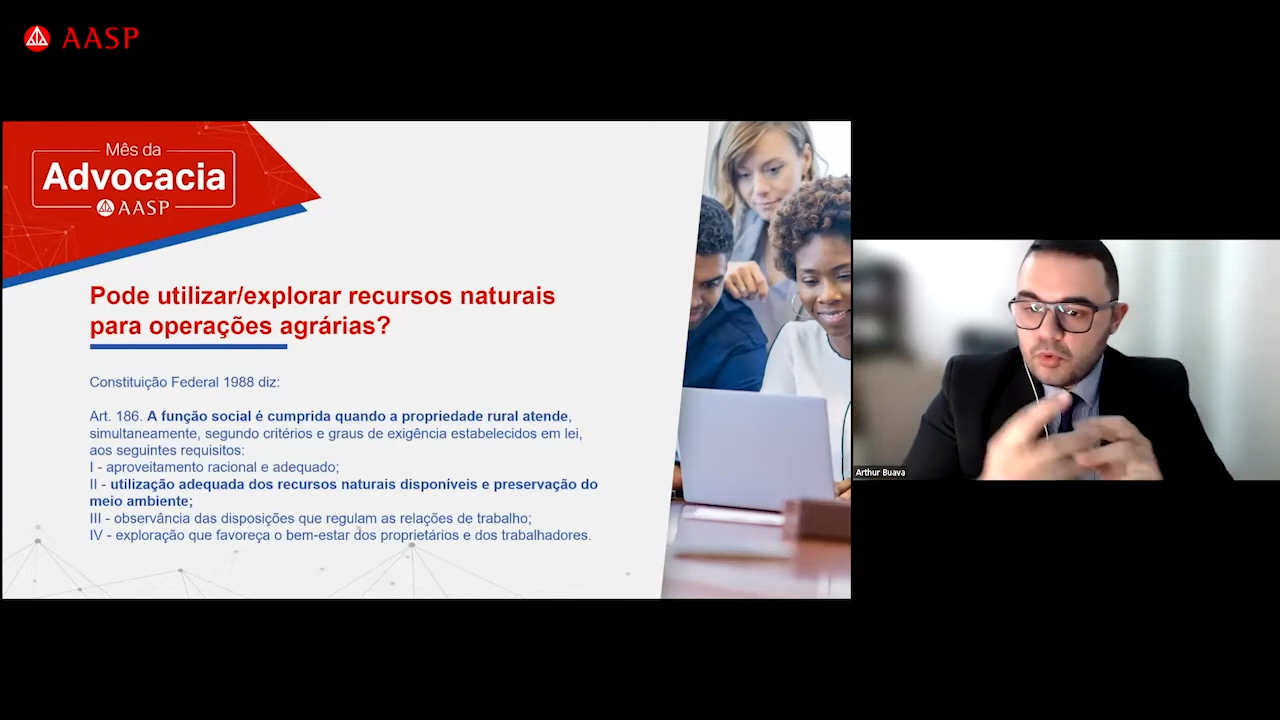 AASP
Mês da
Advocacia
AASP
Pode utilizar/explorar recursos naturais
para operações agrárias?
Constituição Federal 1988 diz:
Art. 186. A função social é cumprida quando a propriedade rural atende,
simultaneamente, segundo critérios e graus de exigência estabelecidos em lei,
aos seguintes requisitos:
I - aproveitamento racional e adequado;
II - utilização adequada dos recursos naturais disponíveis e preservação do
meio ambiente;
III - observância das disposições que regulam as relações de trabalho;
IV - exploração que favoreça o bem-estar dos proprietários e dos trabalhadores.
Arthur Buava